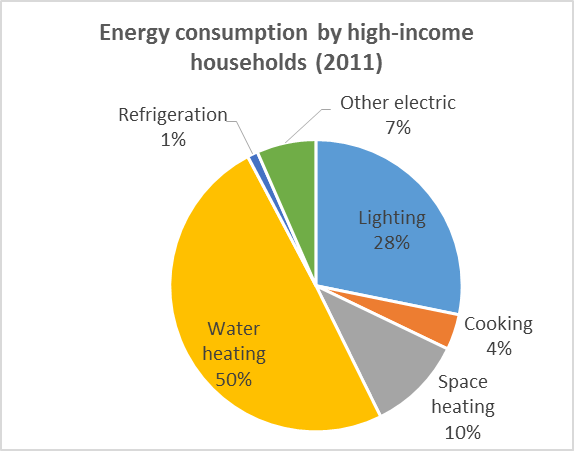 Energy consumption by high-income
households (2011)
Other electric
7%
Refrigeration
1%
Lighting
28%
Cooking
4%
Space
heating
10%
Water
heating
50%